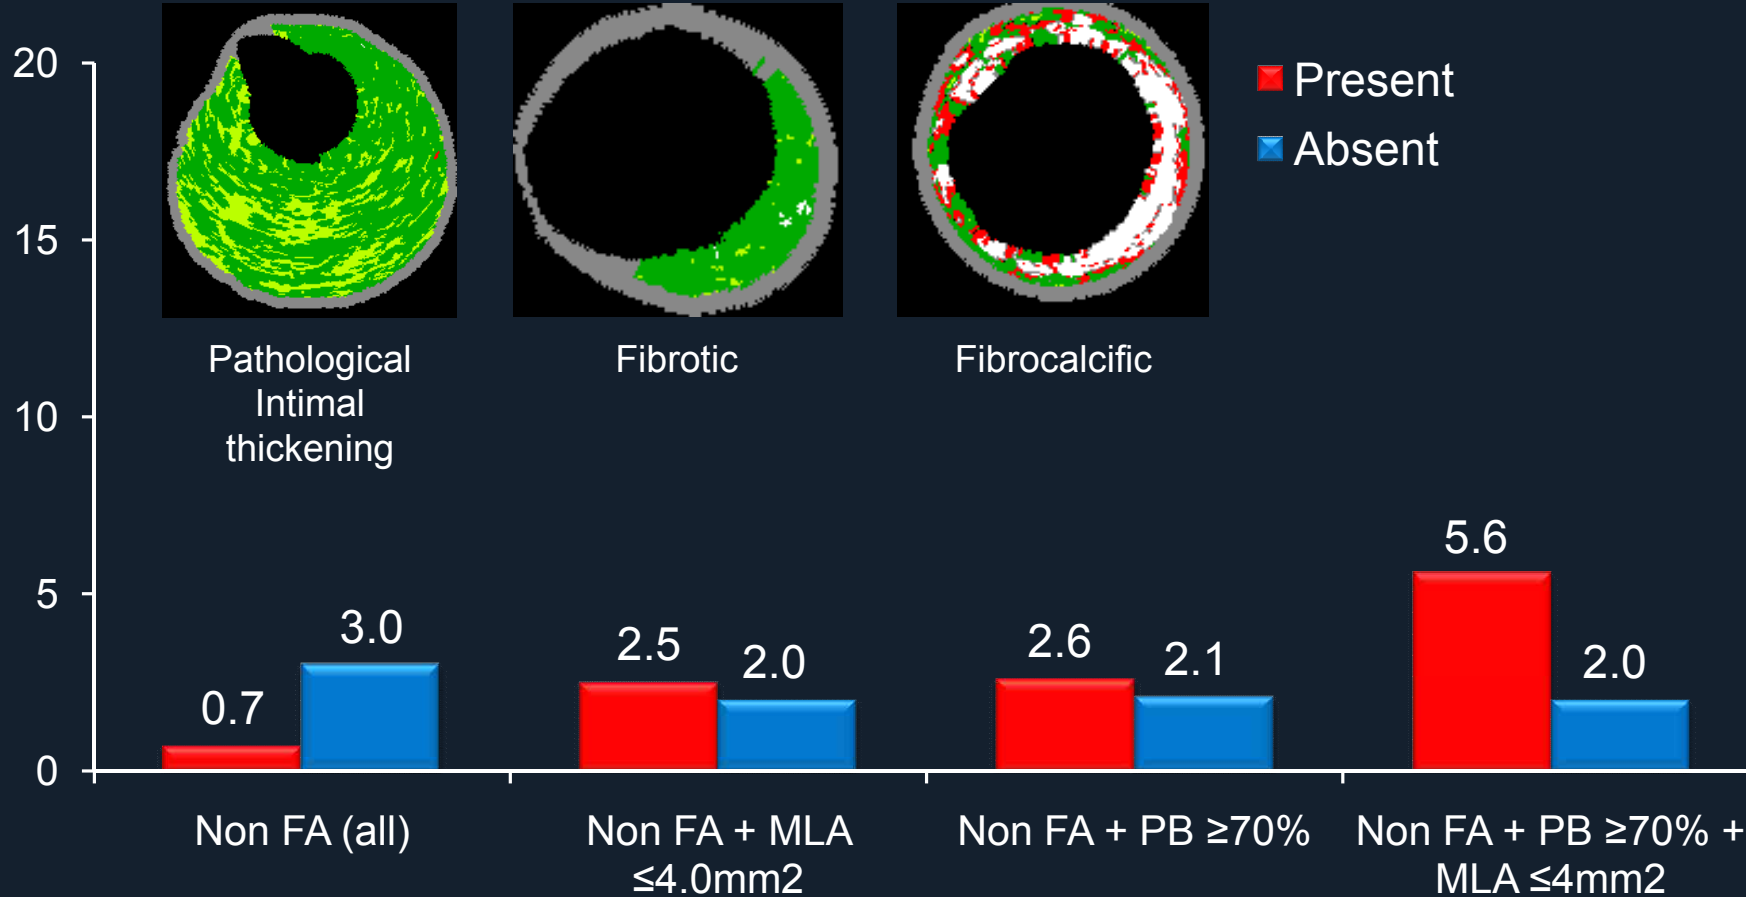 20
15
10
5
0
Present
Absent
Pathological
Intimal
thickening
Fibrotic
Fibrocalcific
0.7
3.0
2.5
2.0
2.6
2.1
5.6
2.0
Non FA (all)
Non FA + MLA
≤4.0mm2
Non FA + PB ≥70%
Non FA + PB ≥70% +
MLA ≤4mm2